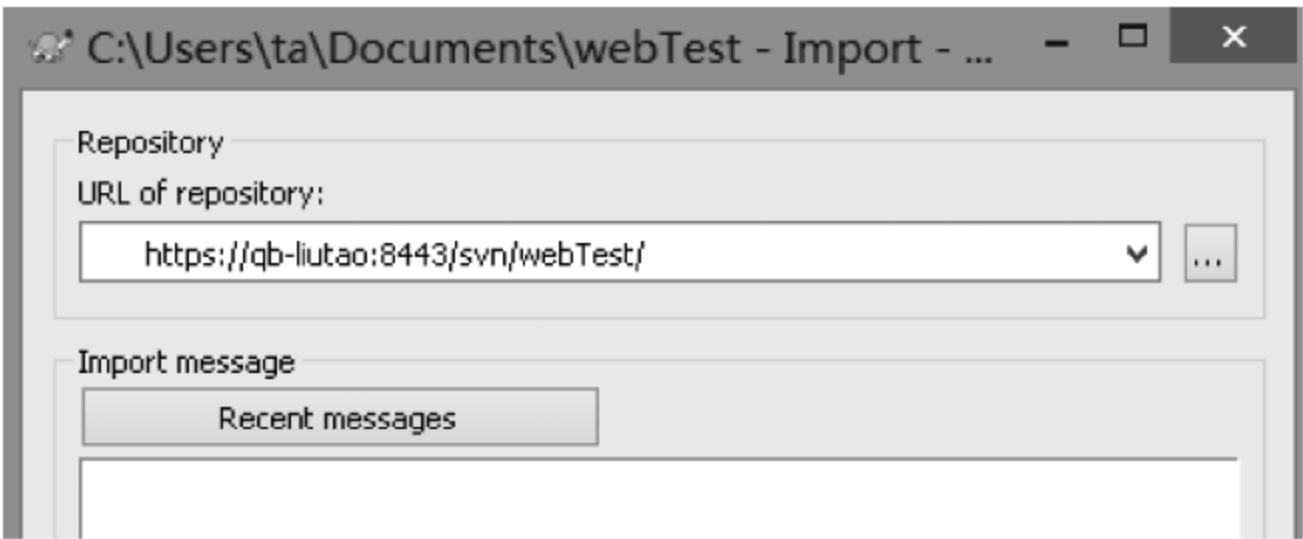 C:\Users\ta\Documents\webTest - Import - ...
Repository
URL of repository:
https://qb-liutao:8443/svn/webTest/
...
Import message
Recent messages